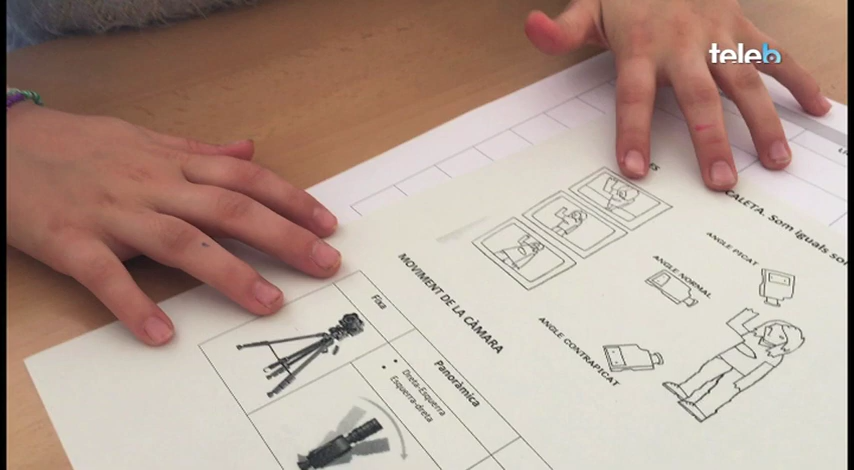 teleb
CALETA. Som iguals
ANGLE PICAT
ANGLE NORMAL
ANGLE CONTRAPICAT
MOVIMENT DE LA CÀMARA
Fixa
Panoràmica
Dreta-Esquerra
Esquerra-dreta